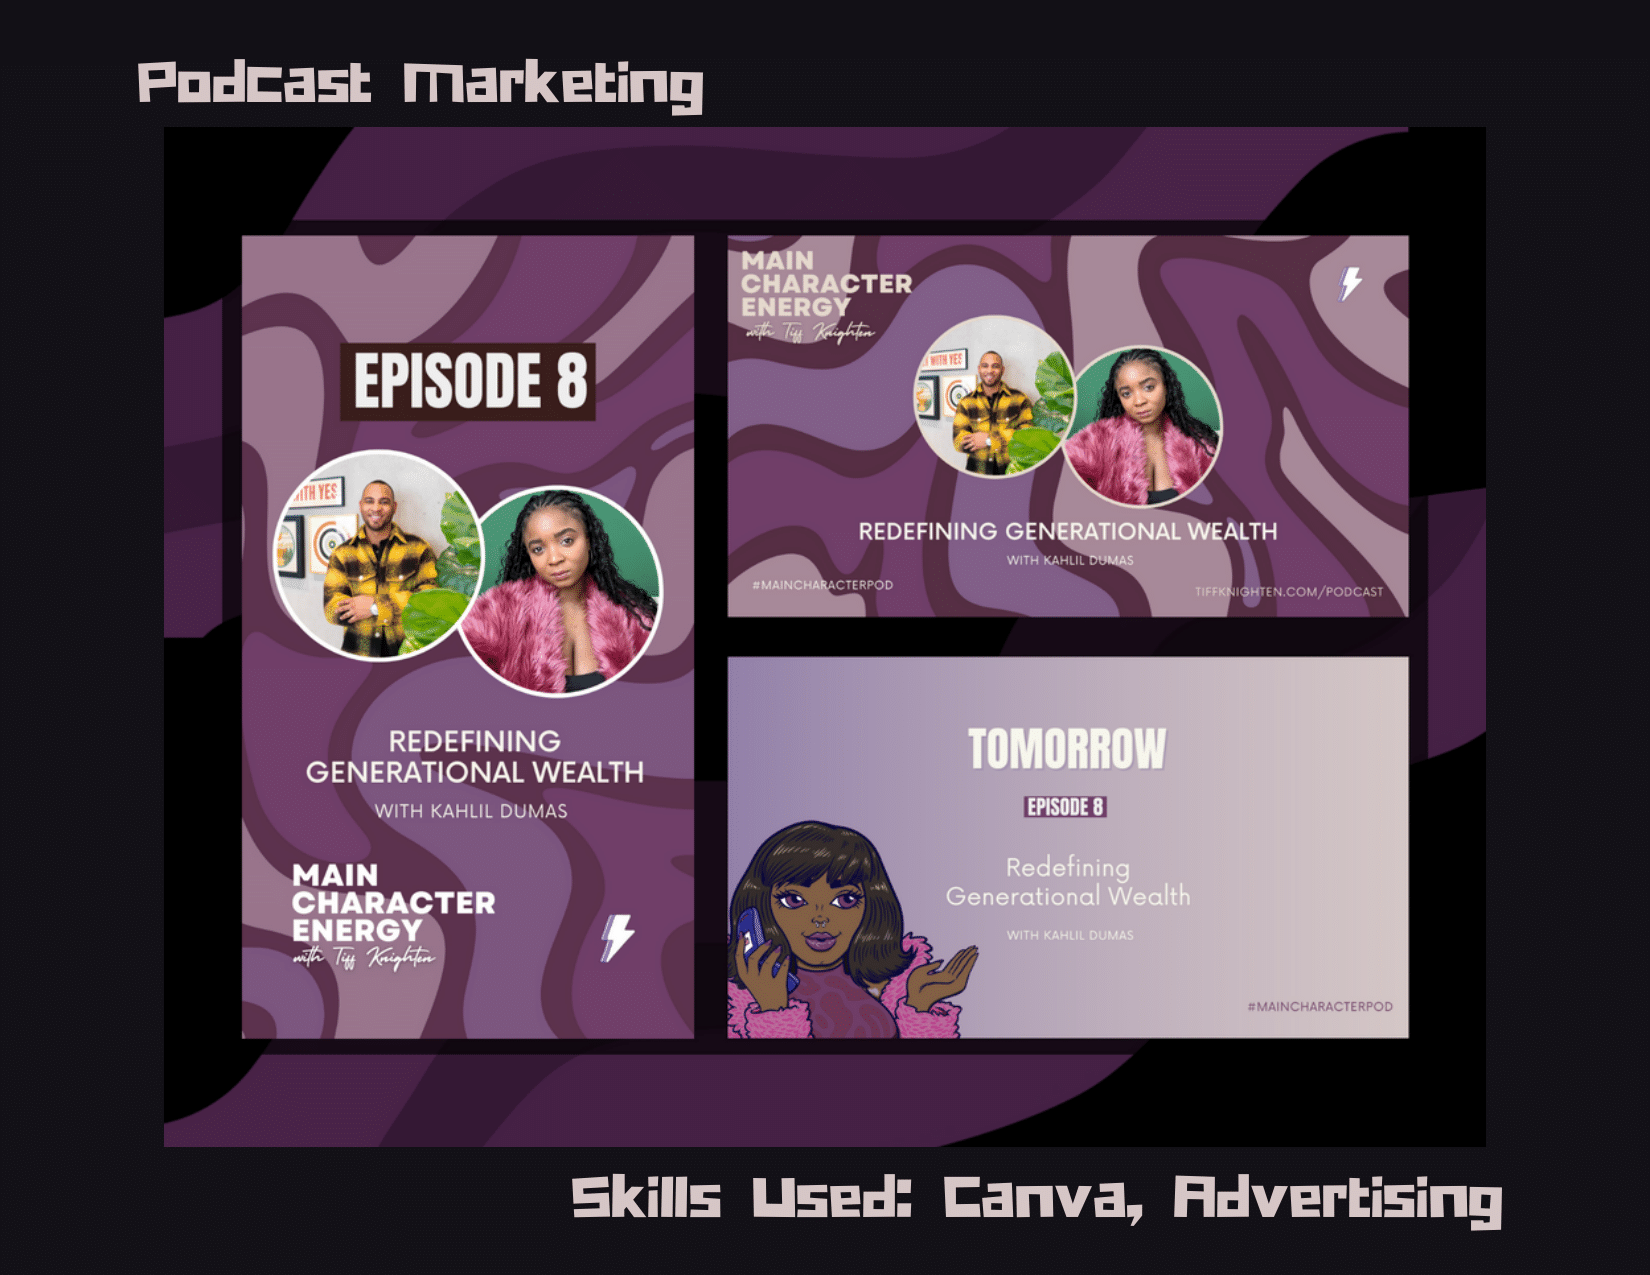 Podcast Marketing
EPISODE 8
WITH YES
REDEFINING
GENERATIONAL WEALTH
WITH KAHLIL DUMAS
MAIN
CHARACTER
ENERGY
with Tiff Knighten
MAIN
CHARACTER
ENERGY
with Tiff Knighten
WITH YES
REDEFINING GENERATIONAL WEALTH
WITH KAHLIL DUMAS
#MAINCHARACTERPOD
TIFFKNIGHTEN.COM/PODCAST
TOMORROW
EPISODE 8
Redefining
Generational Wealth
WITH KAHLIL DUMAS
#MAINCHARACTERPOD
Skills Used: Canva, Advertising